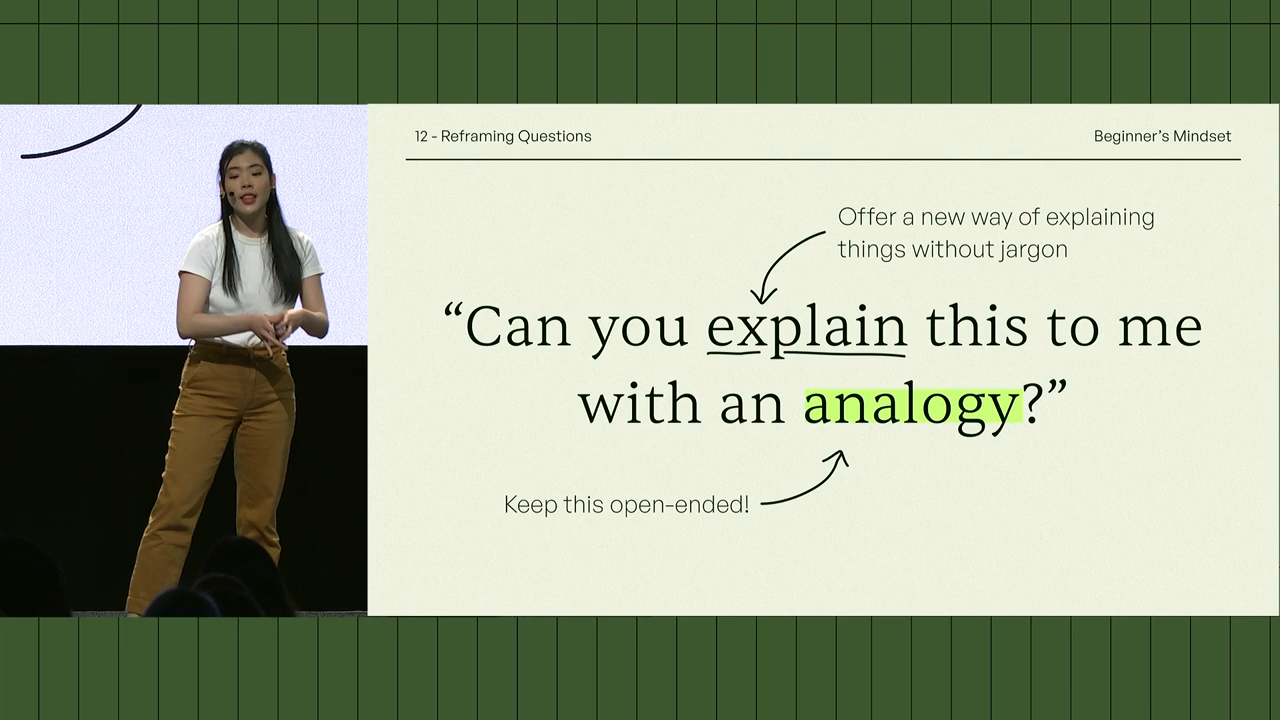 12 - Reframing Questions
Beginner’s Mindset
Offer a new way of explaining
things without jargon
“Can you explain this to me
with an analogy?”
Keep this open-ended!